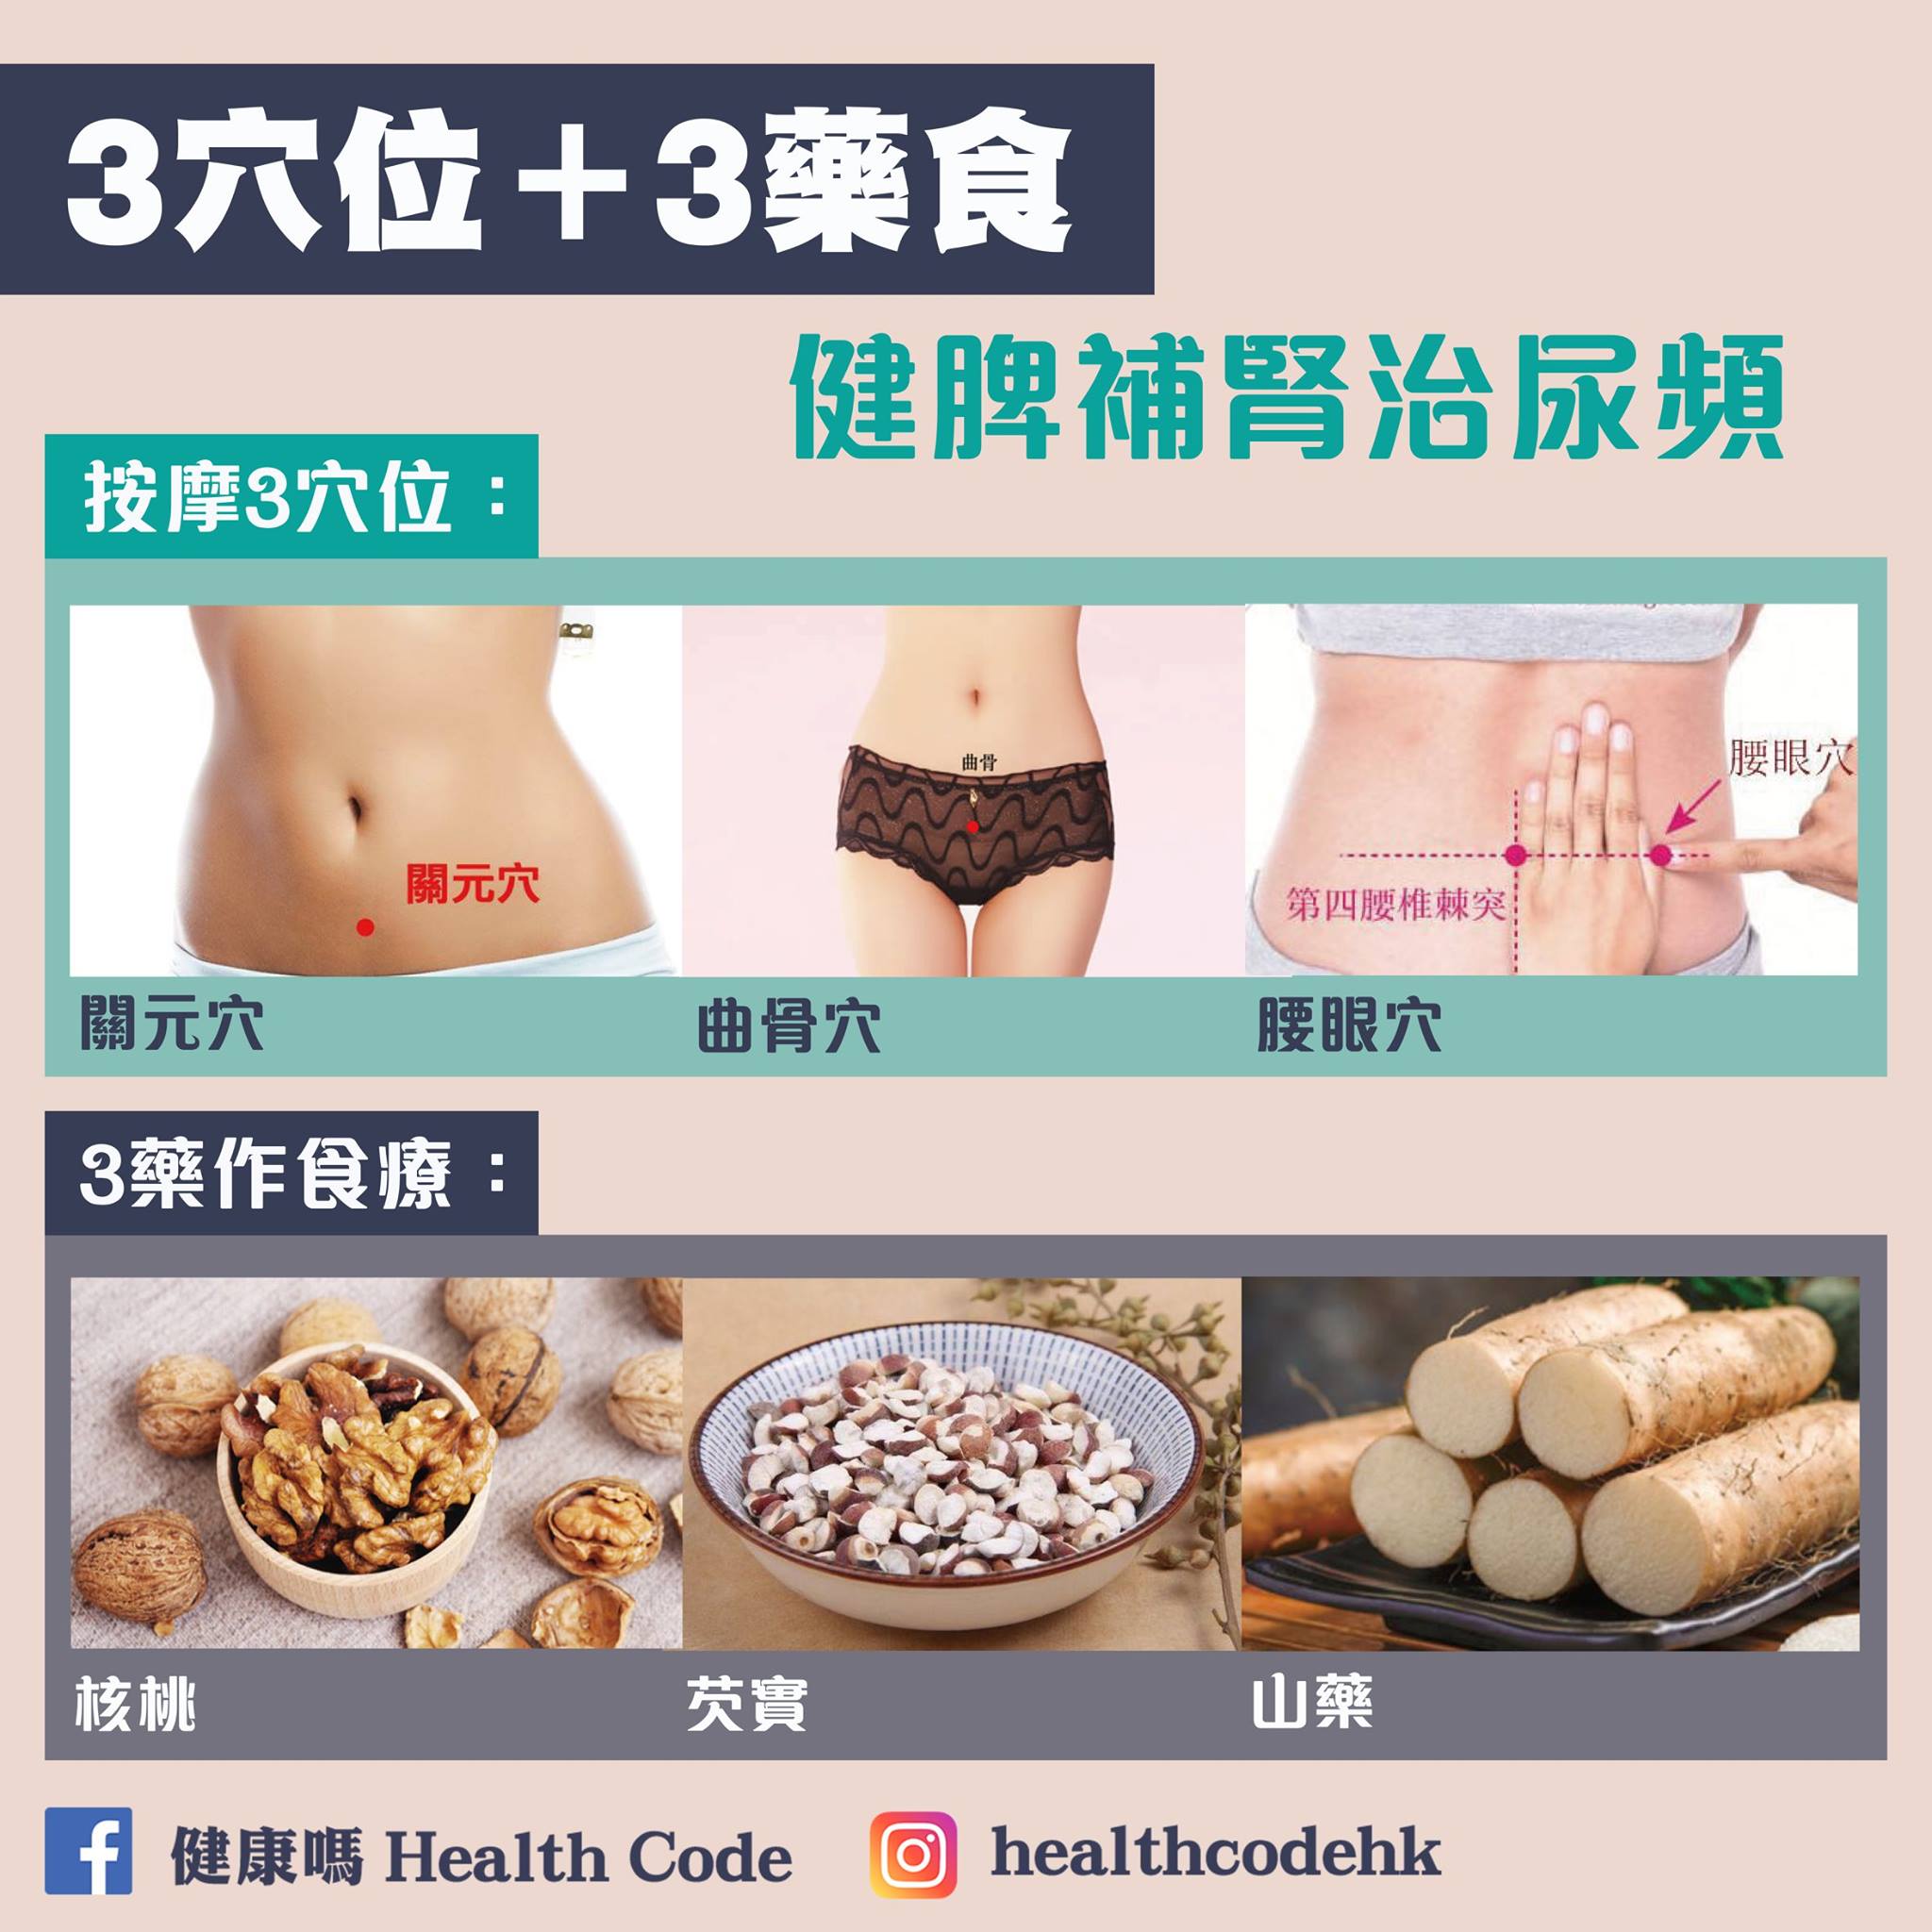 3穴位＋3藥食
健脾補腎治尿頻
按摩3穴位：
關元穴
曲骨
腰眼穴
第四腰椎棘突
關元穴
曲骨穴
腰眼穴
3藥作食療：
核桃
芡實
山藥
健康嗎 Health Code
healthcodehk